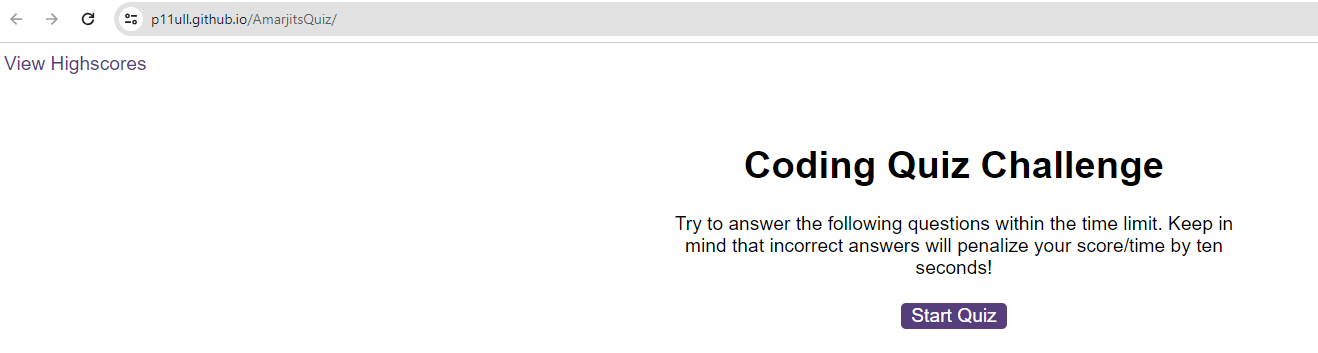 p11ull.github.io/AmarjitsQuiz/
View Highscores
Coding Quiz Challenge
Try to answer the following questions within the time limit. Keep in
mind that incorrect answers will penalize your score/time by ten
seconds!
Start Quiz